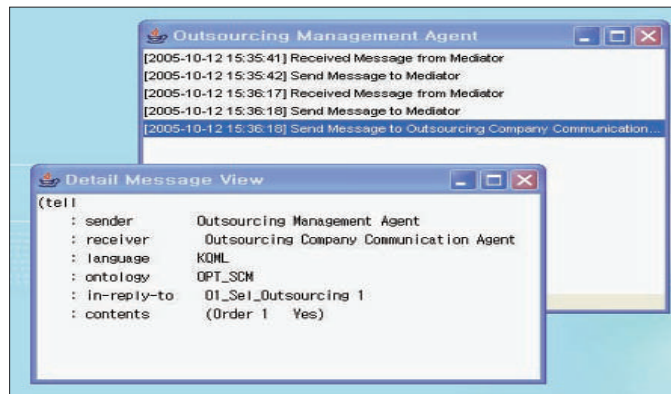 Outsourcing Management Agent
[2005-10-12 15:35:41] Received Message from Mediator
[2005-10-12 15:35:42] Send Message to Mediator
[2005-10-12 15:36:17] Received Message from Mediator
[2005-10-12 15:36:18] Send Message to Mediator
[2005-10-12 15:36:18] Send Message to Outsourcing Company Communication...
Detail Message View
(tell
: sender Outsourcing Management Agent
: receiver Outsourcing Company Communication Agent
: language KQML
: ontology OPT_SCM
: in-reply-to 01_Sel_Outsourcing 1
: contents (Order 1 Yes)